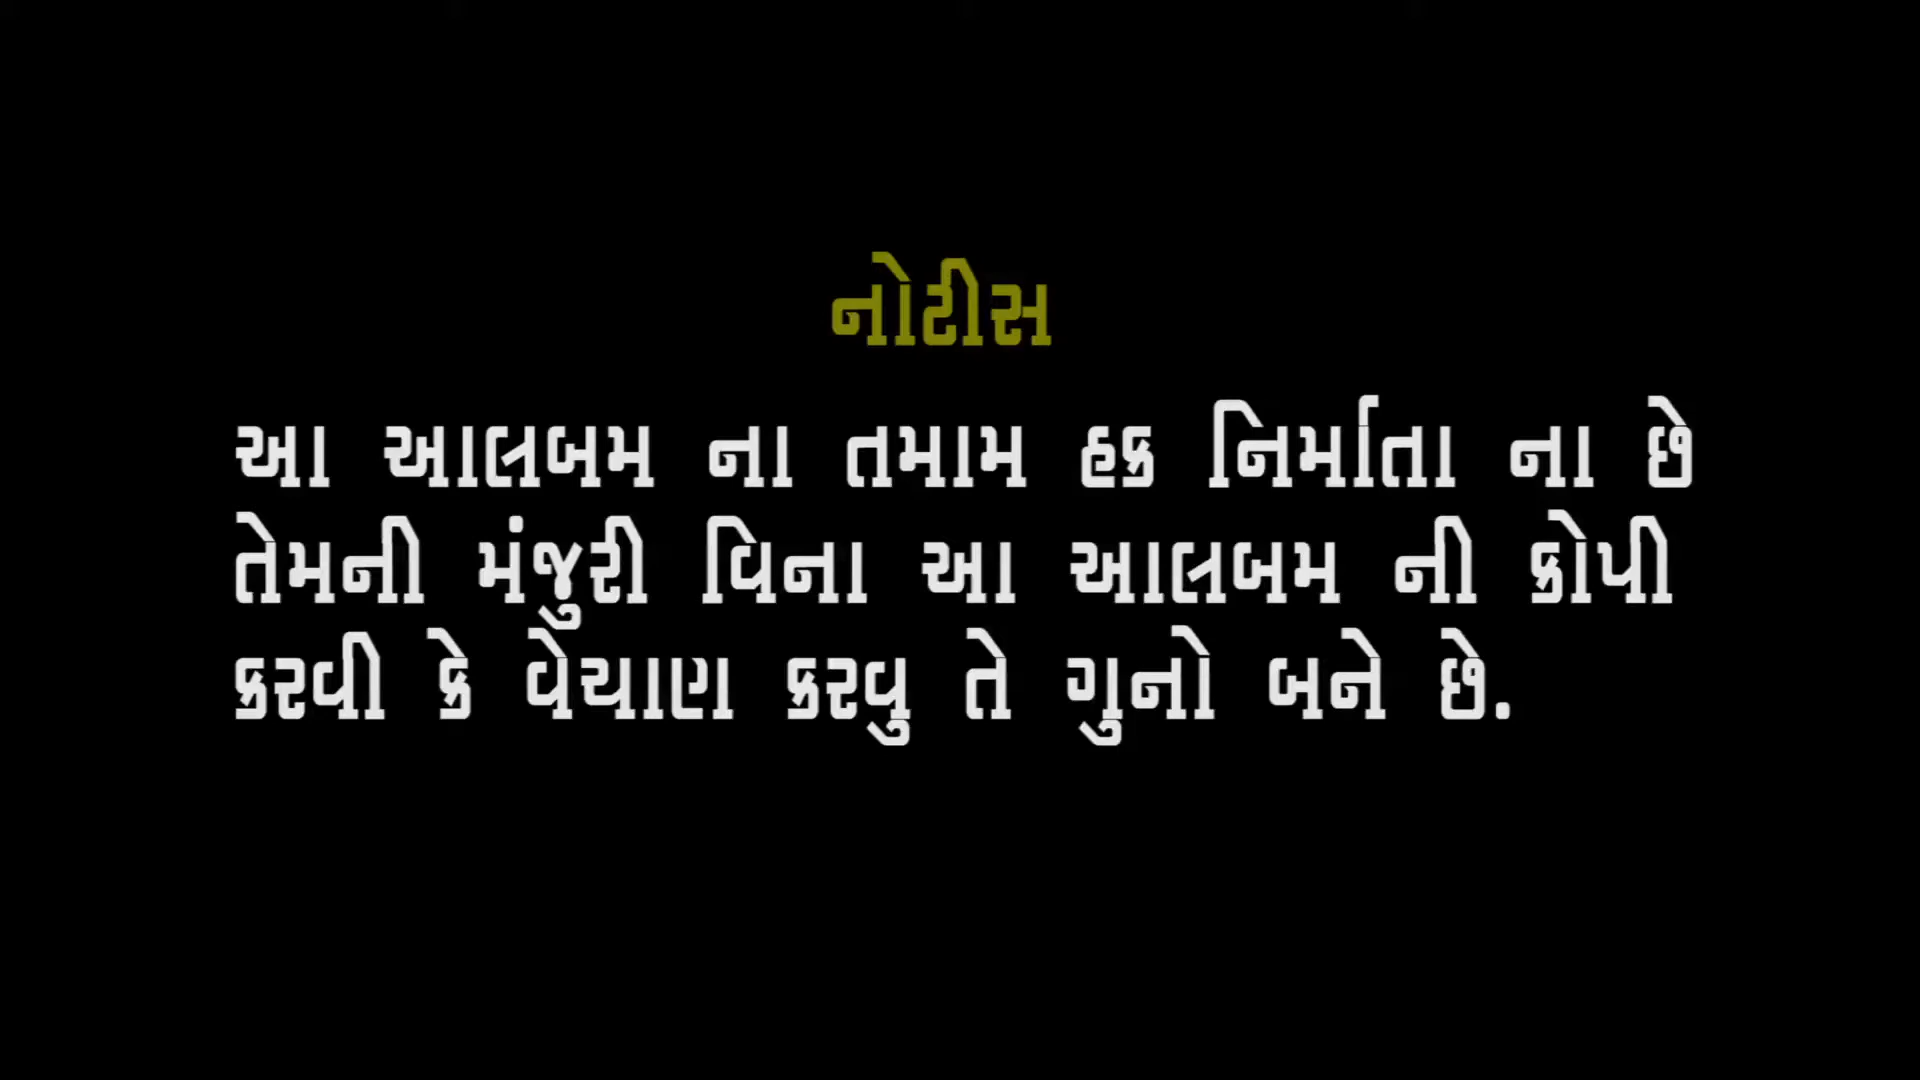 નોટીસ
આ આલબમ ના તમામ હક નિર્માતા ના છે
તેમની મંજુરી વિના આ આલબમ ની કોપી
કરવી કે વેચાણ કરવુ તે ગુનો બને છે.